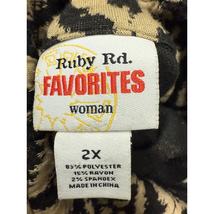 Ruby Rd.
FAVORITES
woman
2X
83% POLYESTER
15% RAYON
2% SPANDEX
MADE IN CHINA